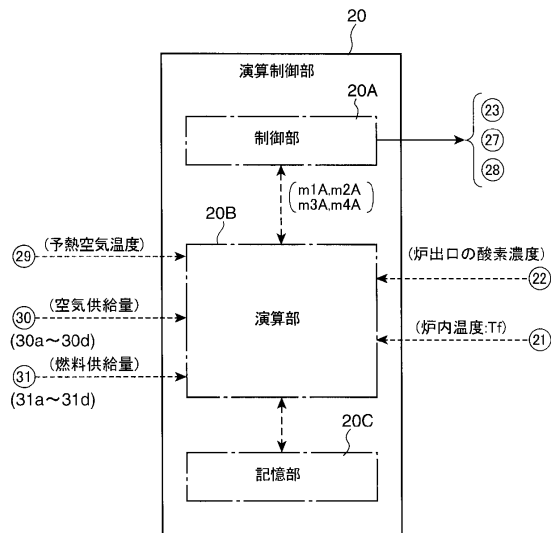 20
演算制御部
20A
制御部
23
27
28
m1A,m2A
m3A,m4A
20B
29
(予熱空気温度)
(炉出口の酸素濃度)
22
30
(空気供給量)
演算部
(30a〜30d)
(炉内温度:Tf)
21
31
(燃料供給量)
(31a〜31d)
20C
記憶部